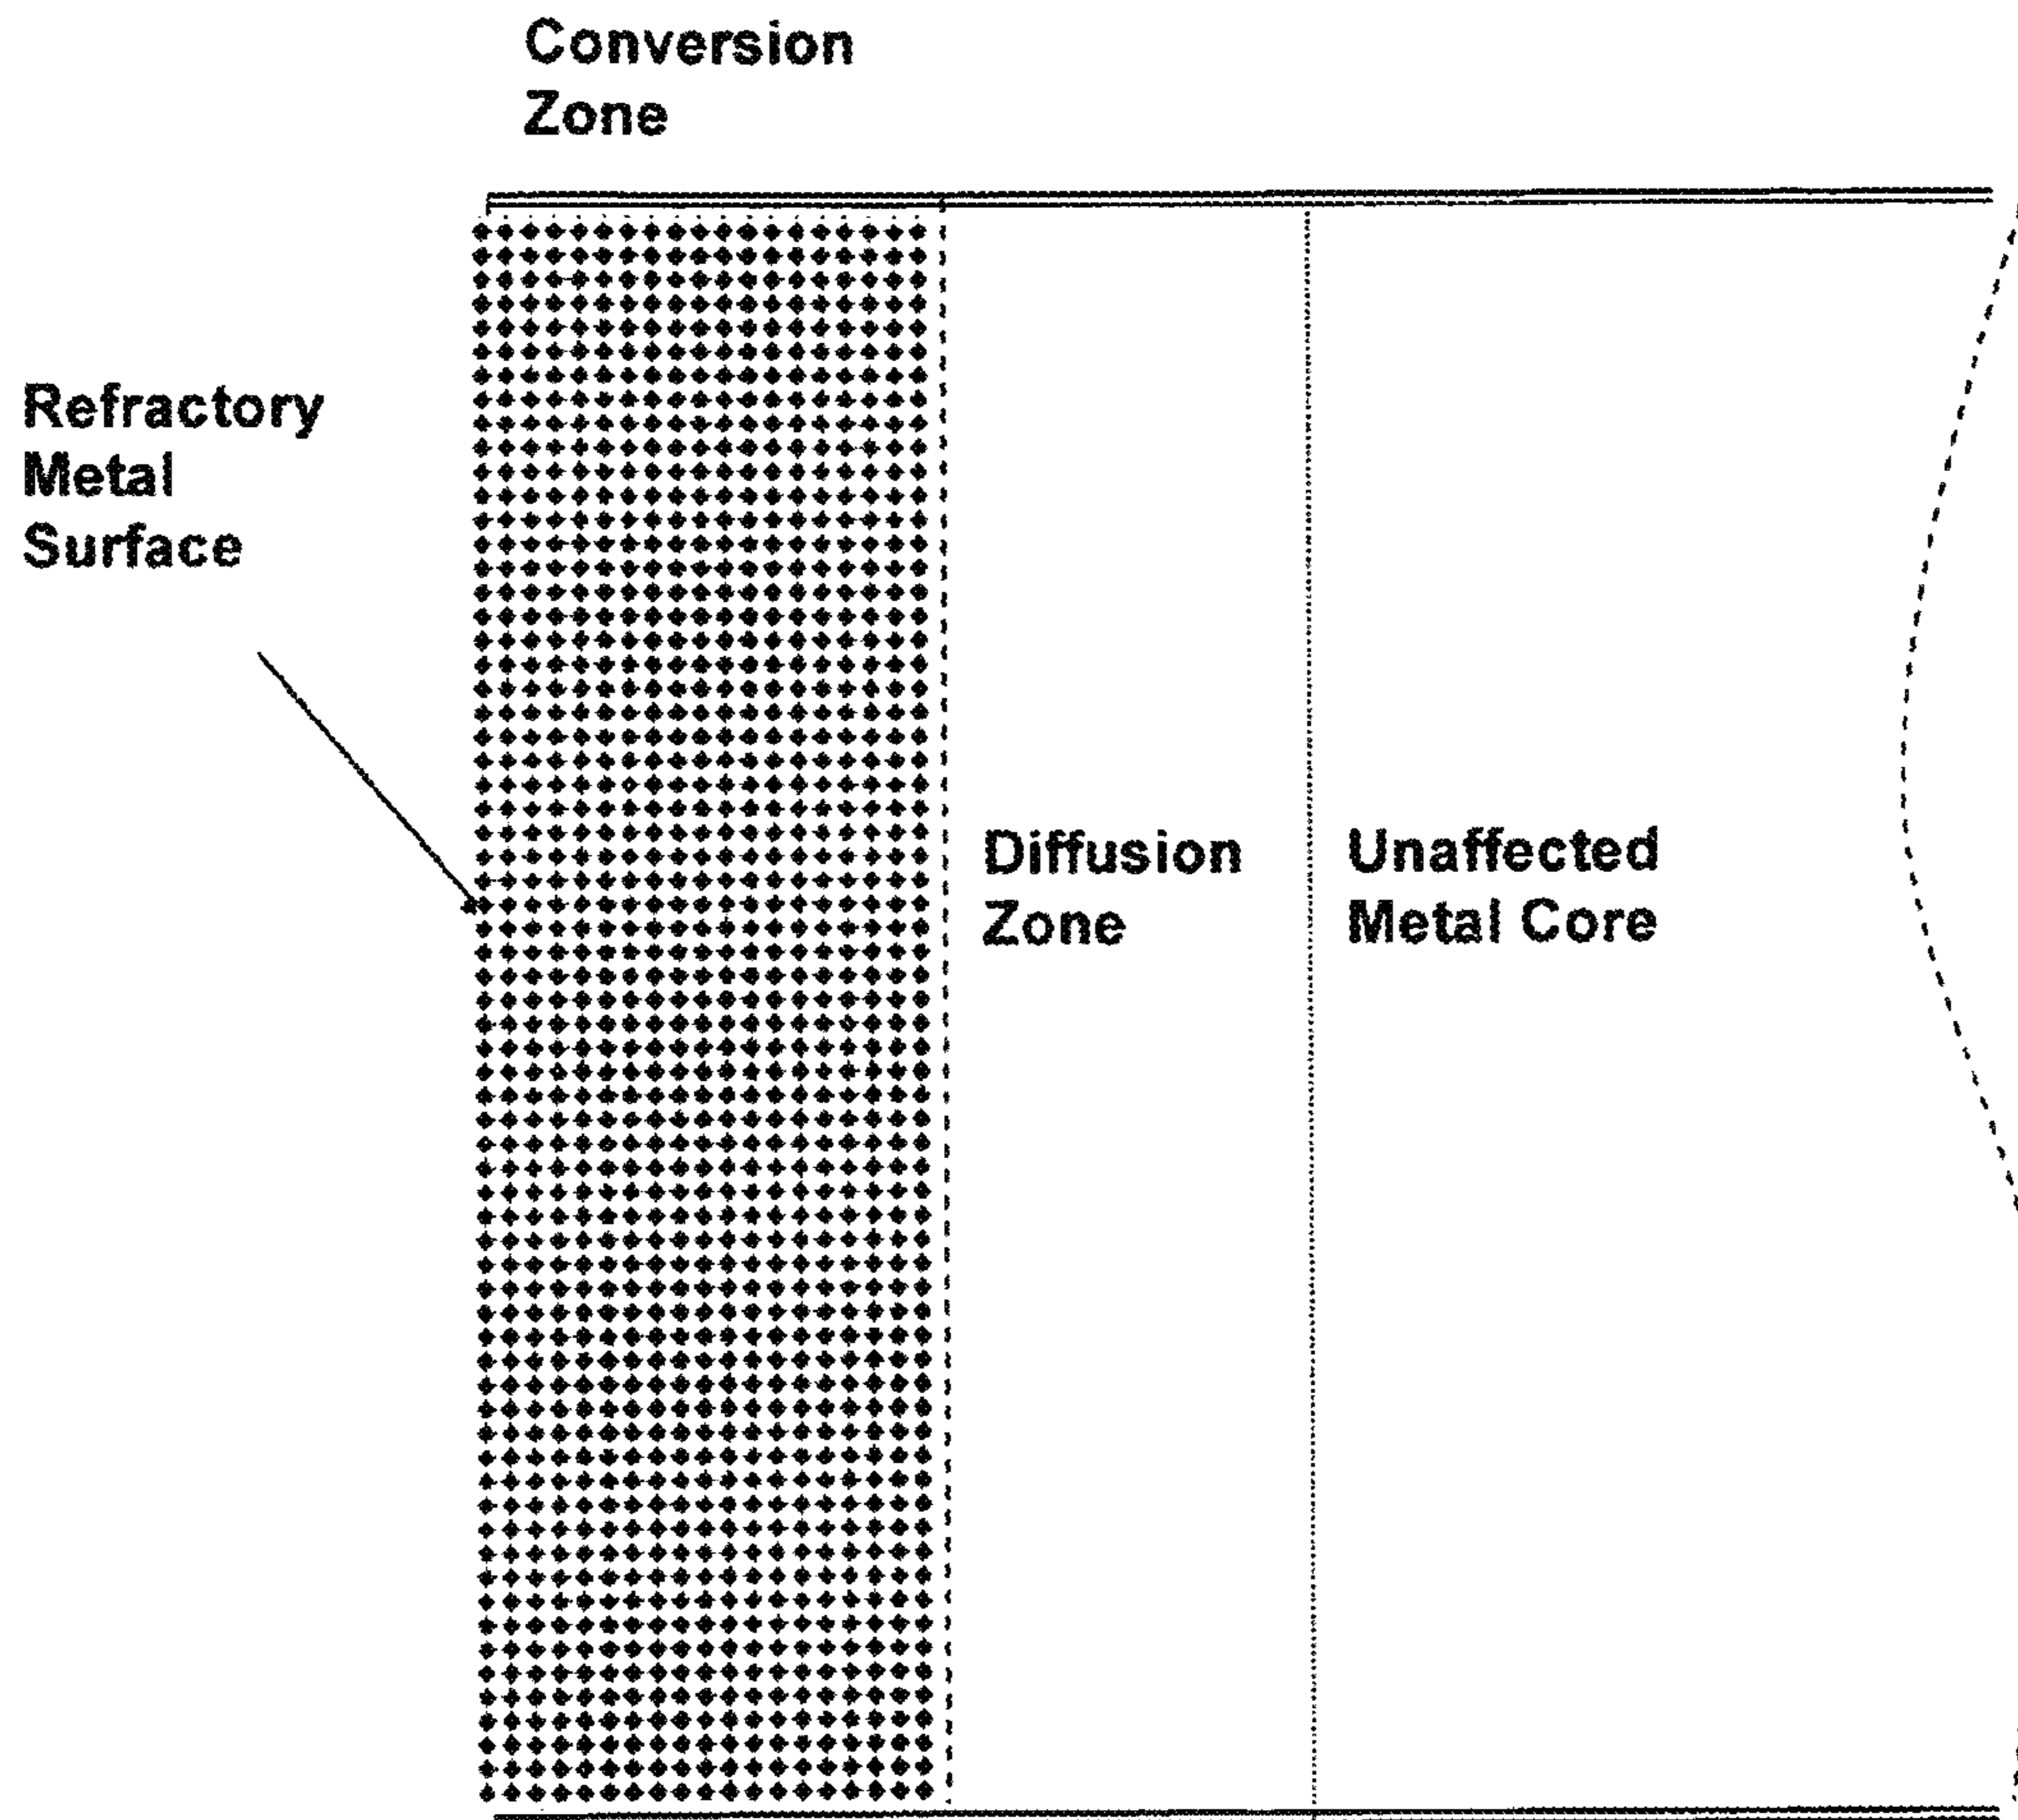 Conversion
Zone
Refractory
Metal
Surface
Diffusion
Zone
Unaffected
Metal Core